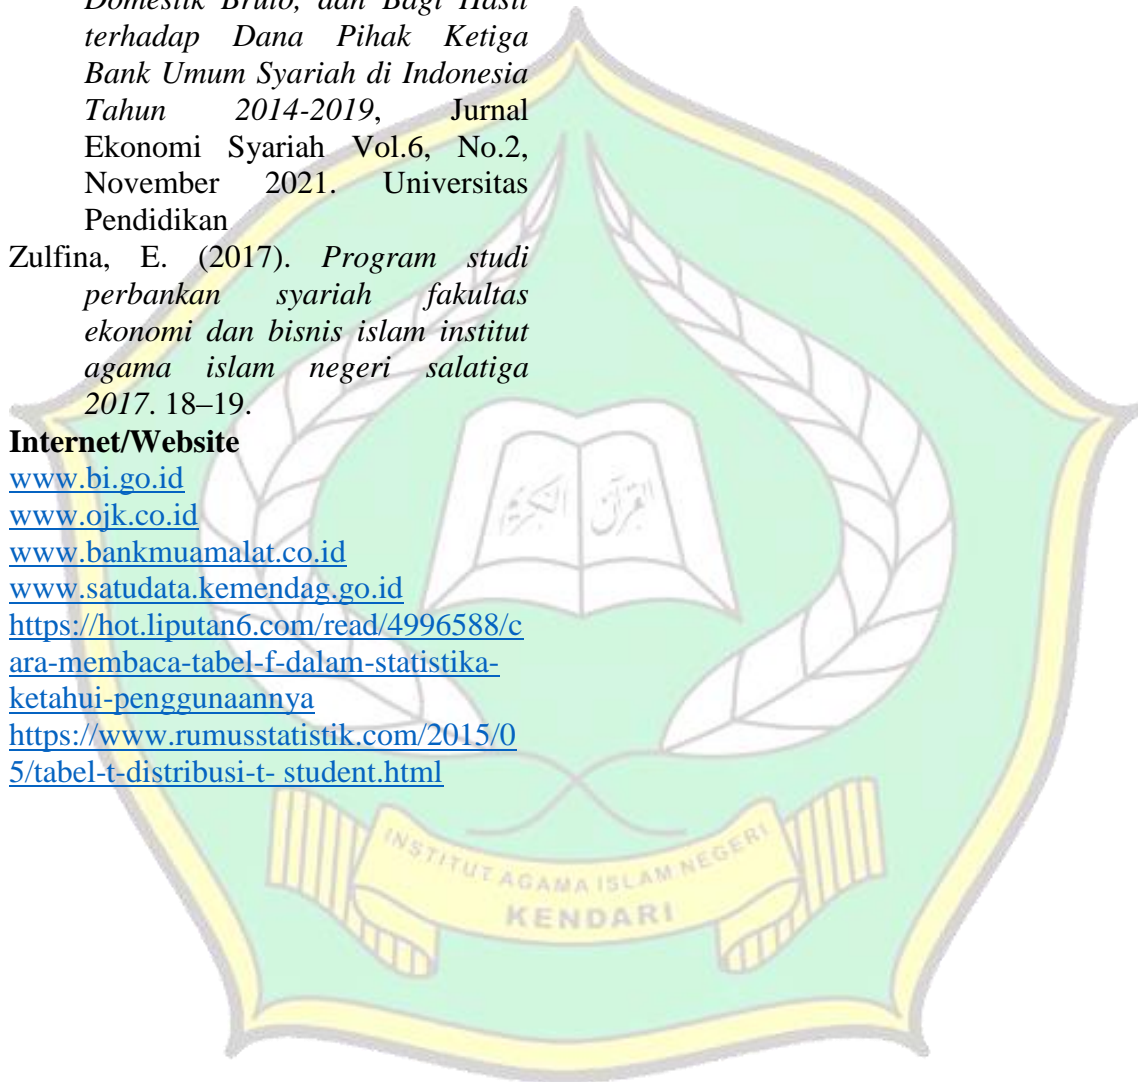 Domestik Bruto, dan Bagi Hasil
terhadap Dana Pihak Ketiga
Bank Umum Syariah di Indonesia
Tahun 2014-2019, Jurnal
Ekonomi Syariah Vol.6, No.2,
November 2021. Universitas
Pendidikan
Zulfina, E. (2017). Program studi
perbankan syariah fakultas
ekonomi dan bisnis islam institut
agama islam negeri salatiga
2017. 18–19.
Internet/Website
www.bi.go.id
www.ojk.co.id
www.bankmuamalat.co.id
www.satudata.kemendag.go.id
https://hot.liputan6.com/read/4996588/c
ara-membaca-tabel-f-dalam-statistika-
ketahui-penggunaannya
https://www.rumusstatistik.com/2015/0
5/tabel-t-distribusi-t- student.html
القرآن الكريم
INSTITUT AGAMA ISLAM NEGERI
KENDARI